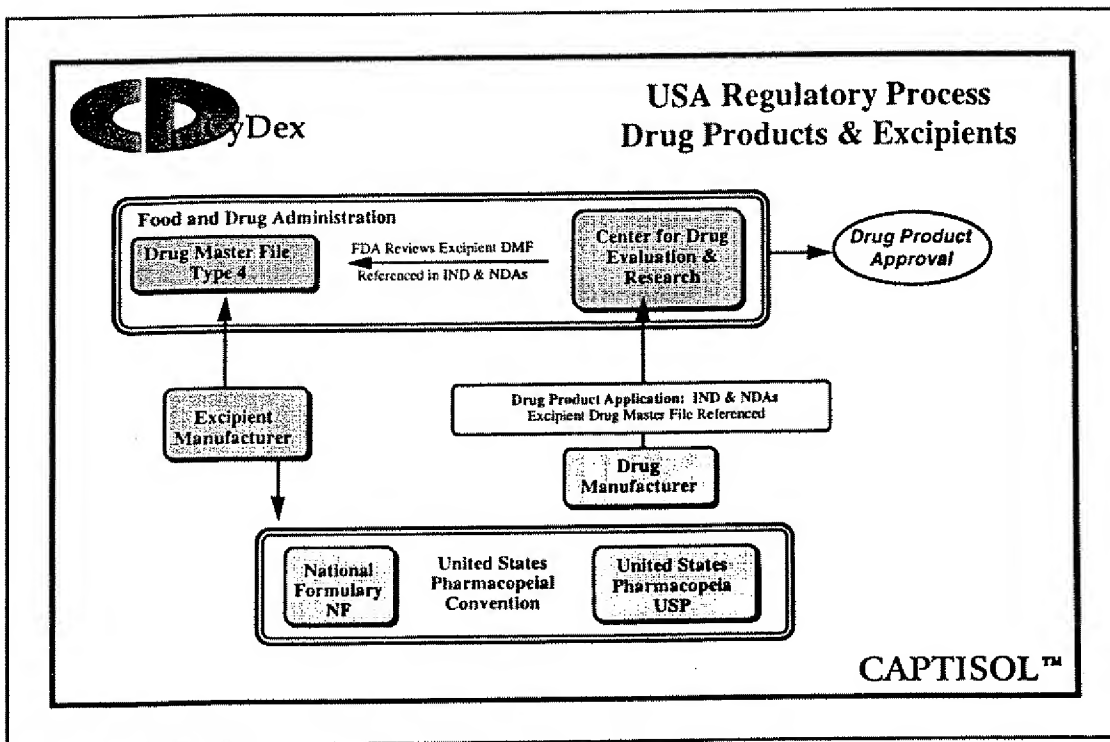 CyDex
USA Regulatory Process
Drug Products & Excipients
Food and Drug Administration
Drug Master File
Type 4
FDA Reviews Excipient DMF
Referenced in IND & NDAs
Center for Drug
Evaluation &
Research
Drug Product
Approval
Excipient
Manufacturer
Drug Product Application: IND & NDAs
Excipient Drug Master File Referenced
Drug
Manufacturer
National
Formulary
NF
United States
Pharmacopeial
Convention
United States
Pharmacopeia
USP
CAPTISOL™